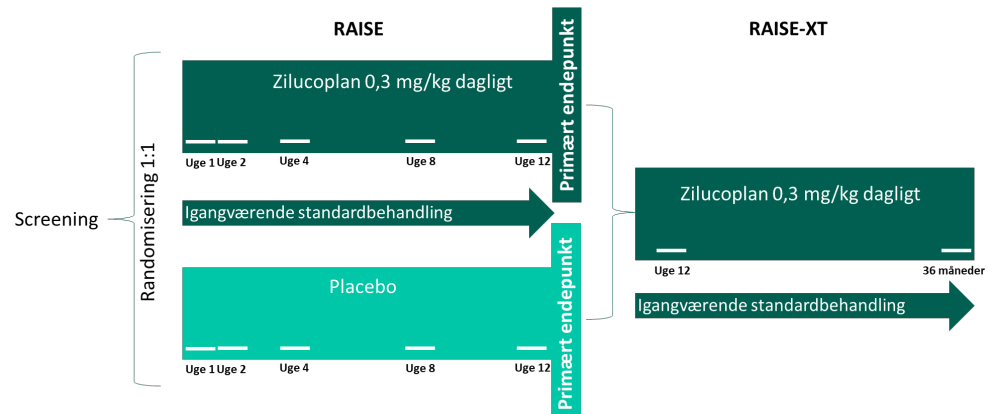 RAISE
RAISE-XT
Screening
Randomisering 1:1
Zilucoplan 0,3 mg/kg dagligt
Uge 1
Uge 2
Uge 4
Uge 8
Uge 12
Primært endepunkt
Igangværende standardbehandling
Placebo
Uge 1
Uge 2
Uge 4
Uge 8
Uge 12
Primært endepunkt
Zilucoplan 0,3 mg/kg dagligt
Uge 12
36 måneder
Igangværende standardbehandling